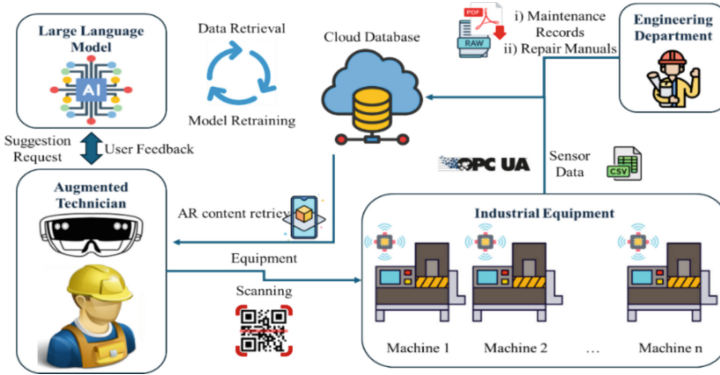 Large Language
Model
AI
Data Retrieval
Model Retraining
Cloud Database
PDF
RAW
i) Maintenance
Records
ii) Repair Manuals
Engineering
Department
Suggestion
Request
User Feedback
Augmented
Technician
AR content retriev
OPC UA
Sensor
Data
CSV
Equipment
Scanning
Industrial Equipment
Machine 1
Machine 2
...
Machine n